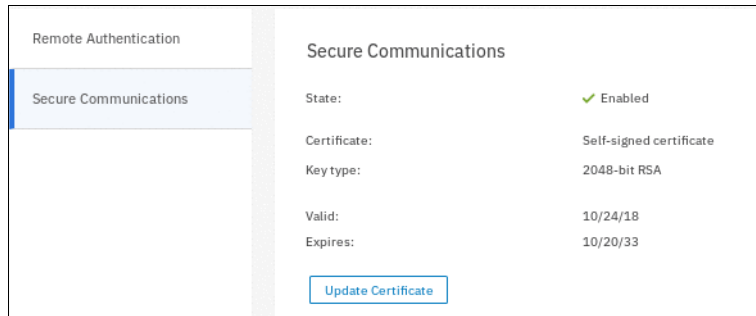 Remote Authentication
Secure Communications
Secure Communications
State: Enabled
Certificate: Self-signed certificate
Key type: 2048-bit RSA
Valid: 10/24/18
Expires: 10/20/33
Update Certificate